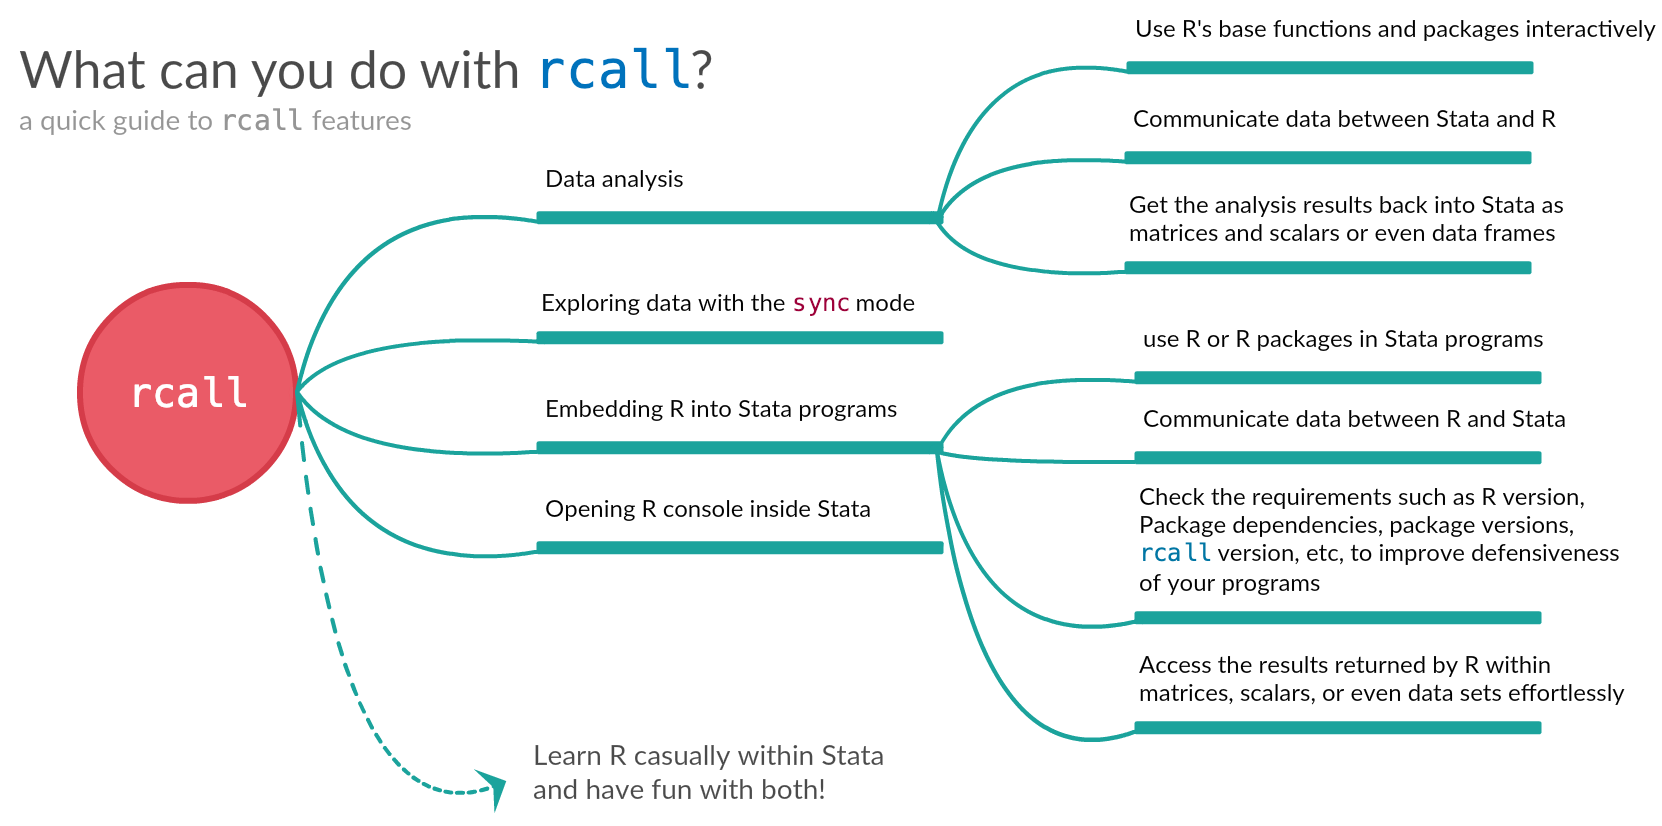 What can you do with rcall?
a quick guide to rcall features
rcall
Data analysis
Use R's base functions and packages interactively
Communicate data between Stata and R
Get the analysis results back into Stata as
matrices and scalars or even data frames
Exploring data with the sync mode
Embedding R into Stata programs
use R or R packages in Stata programs
Communicate data between R and Stata
Check the requirements such as R version,
Package dependencies, package versions,
rcall version, etc, to improve defensiveness
of your programs
Access the results returned by R within
matrices, scalars, or even data sets effortlessly
Opening R console inside Stata
Learn R casually within Stata
and have fun with both!